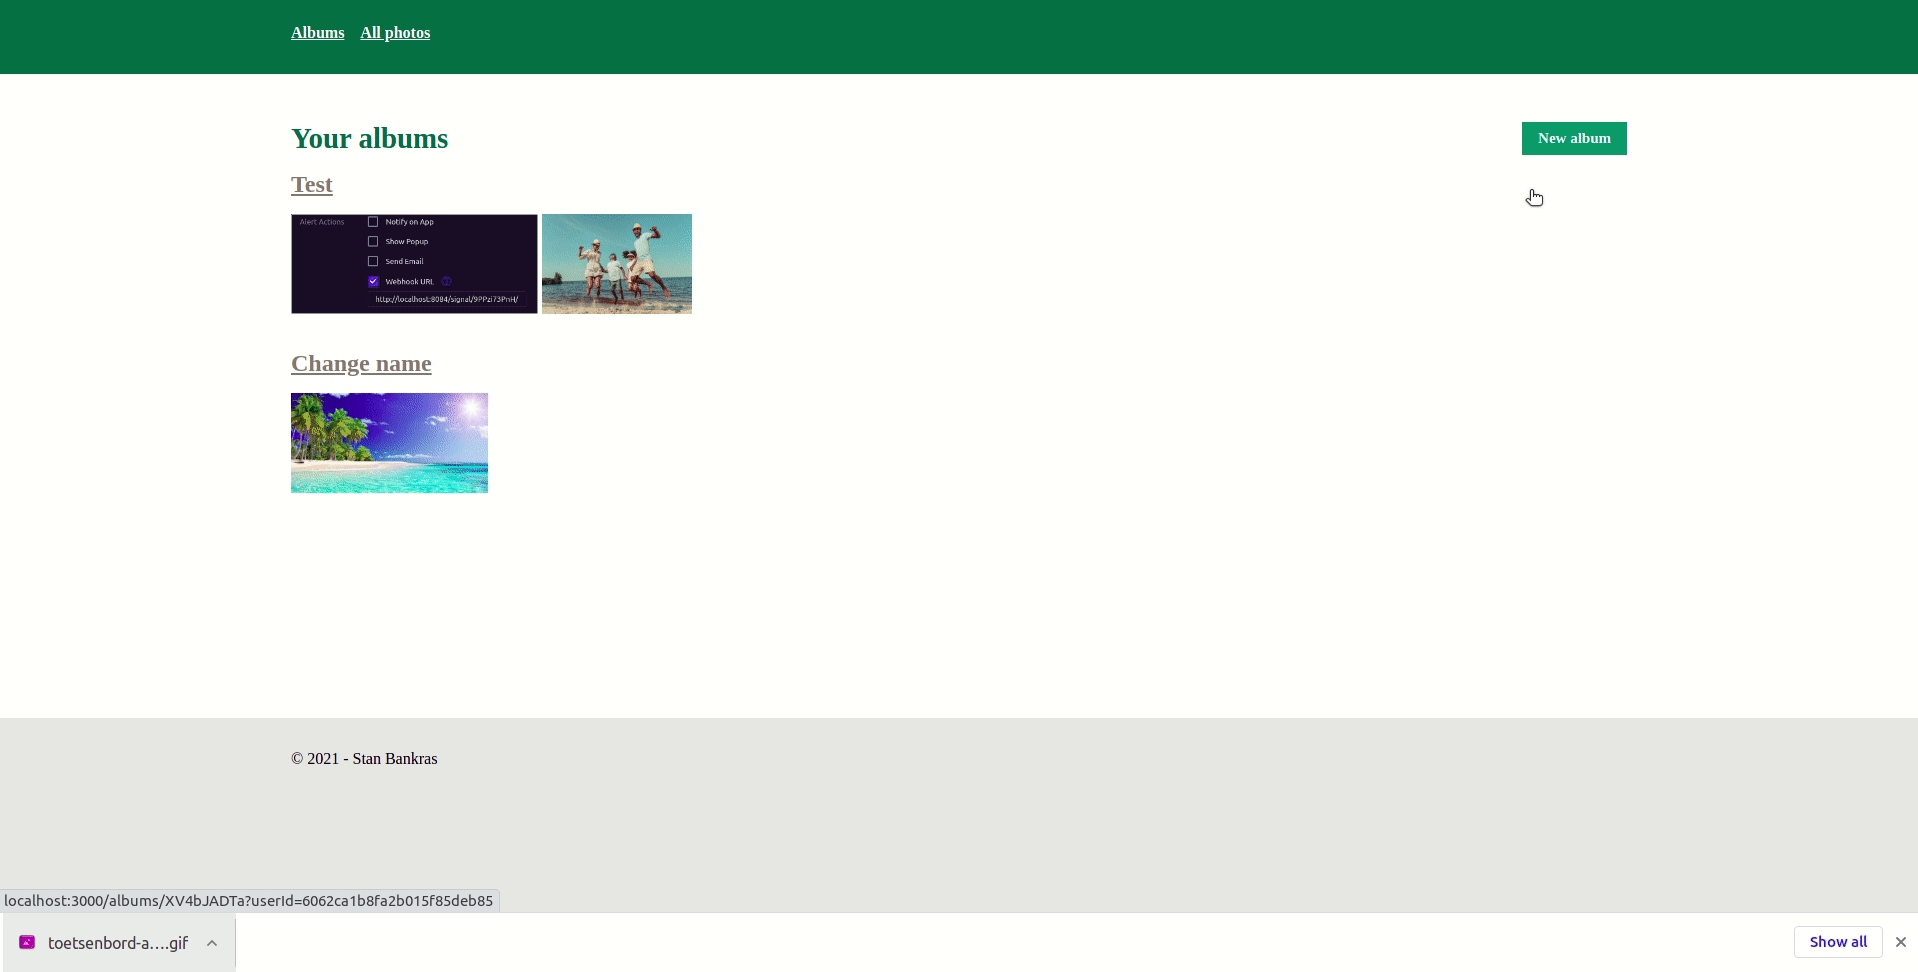 Albums All photos
Your albums
New album
Test
Alert Actions
Notify on App
Show Popup
Send Email
Webhook URL
http://localhost:8084/signal/9PPzi73PnH/
Change name
© 2021 - Stan Bankras
localhost:3000/albums/XV4bJADTa?userId=6062ca1b8fa2b015f85deb85
toetsenbord-a....gif
Show all